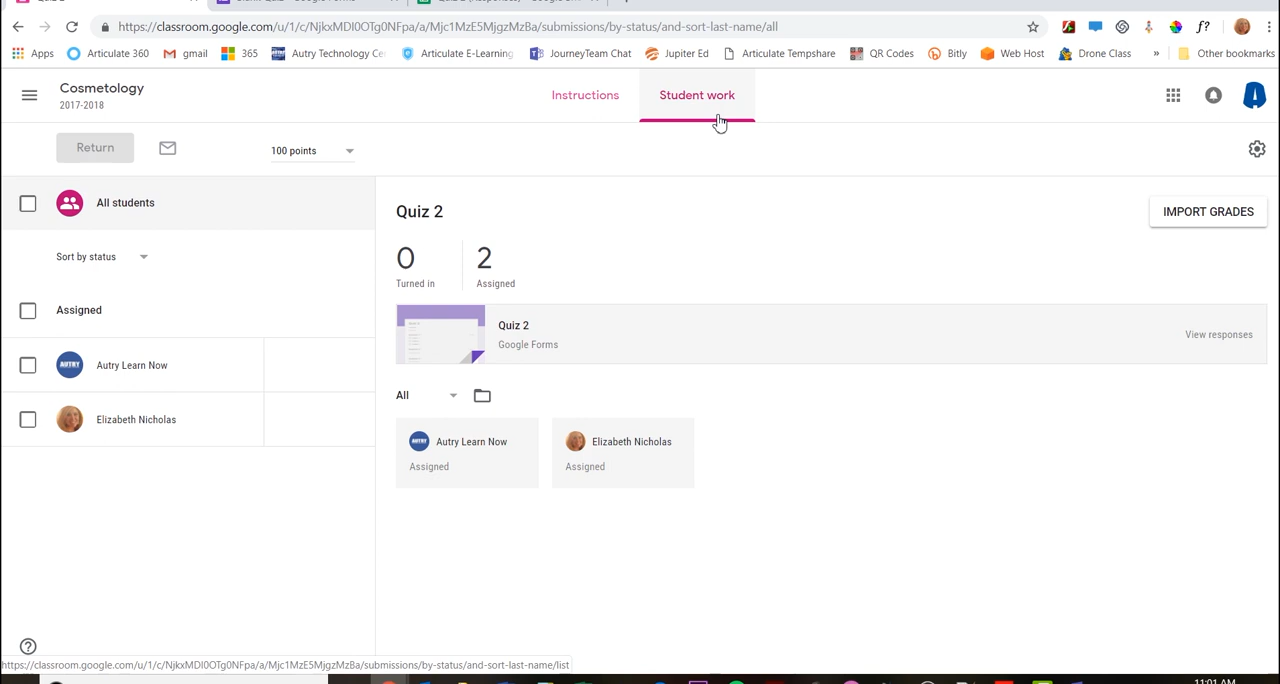 https://classroom.google.com/u/1/c/NjkxMDI0OTg0NFpa/a/Mjc1MzE5MjgzMzBa/submissions/by-status/and-sort-last-name/all
Apps Articulate 360 gmail 365 Autry Technology Cen Articulate E-Learning JourneyTeam Chat Jupiter Ed Articulate Tempshare QR Codes Bitly Web Host Drone Class » Other bookmarks
Cosmetology
2017-2018
Instructions
Student work
Return
100 points
All students
Sort by status
Assigned
AUTRY Autry Learn Now
Elizabeth Nicholas
Quiz 2
IMPORT GRADES
0
Turned in
2
Assigned
Quiz 2
Google Forms
View responses
All
AUTRY Autry Learn Now
Assigned
Elizabeth Nicholas
Assigned
https://classroom.google.com/u/1/c/NjkxMDI0OTg0NFpa/a/Mjc1MzE5MjgzMzBa/submissions/by-status/and-sort-last-name/list
11:01 AM